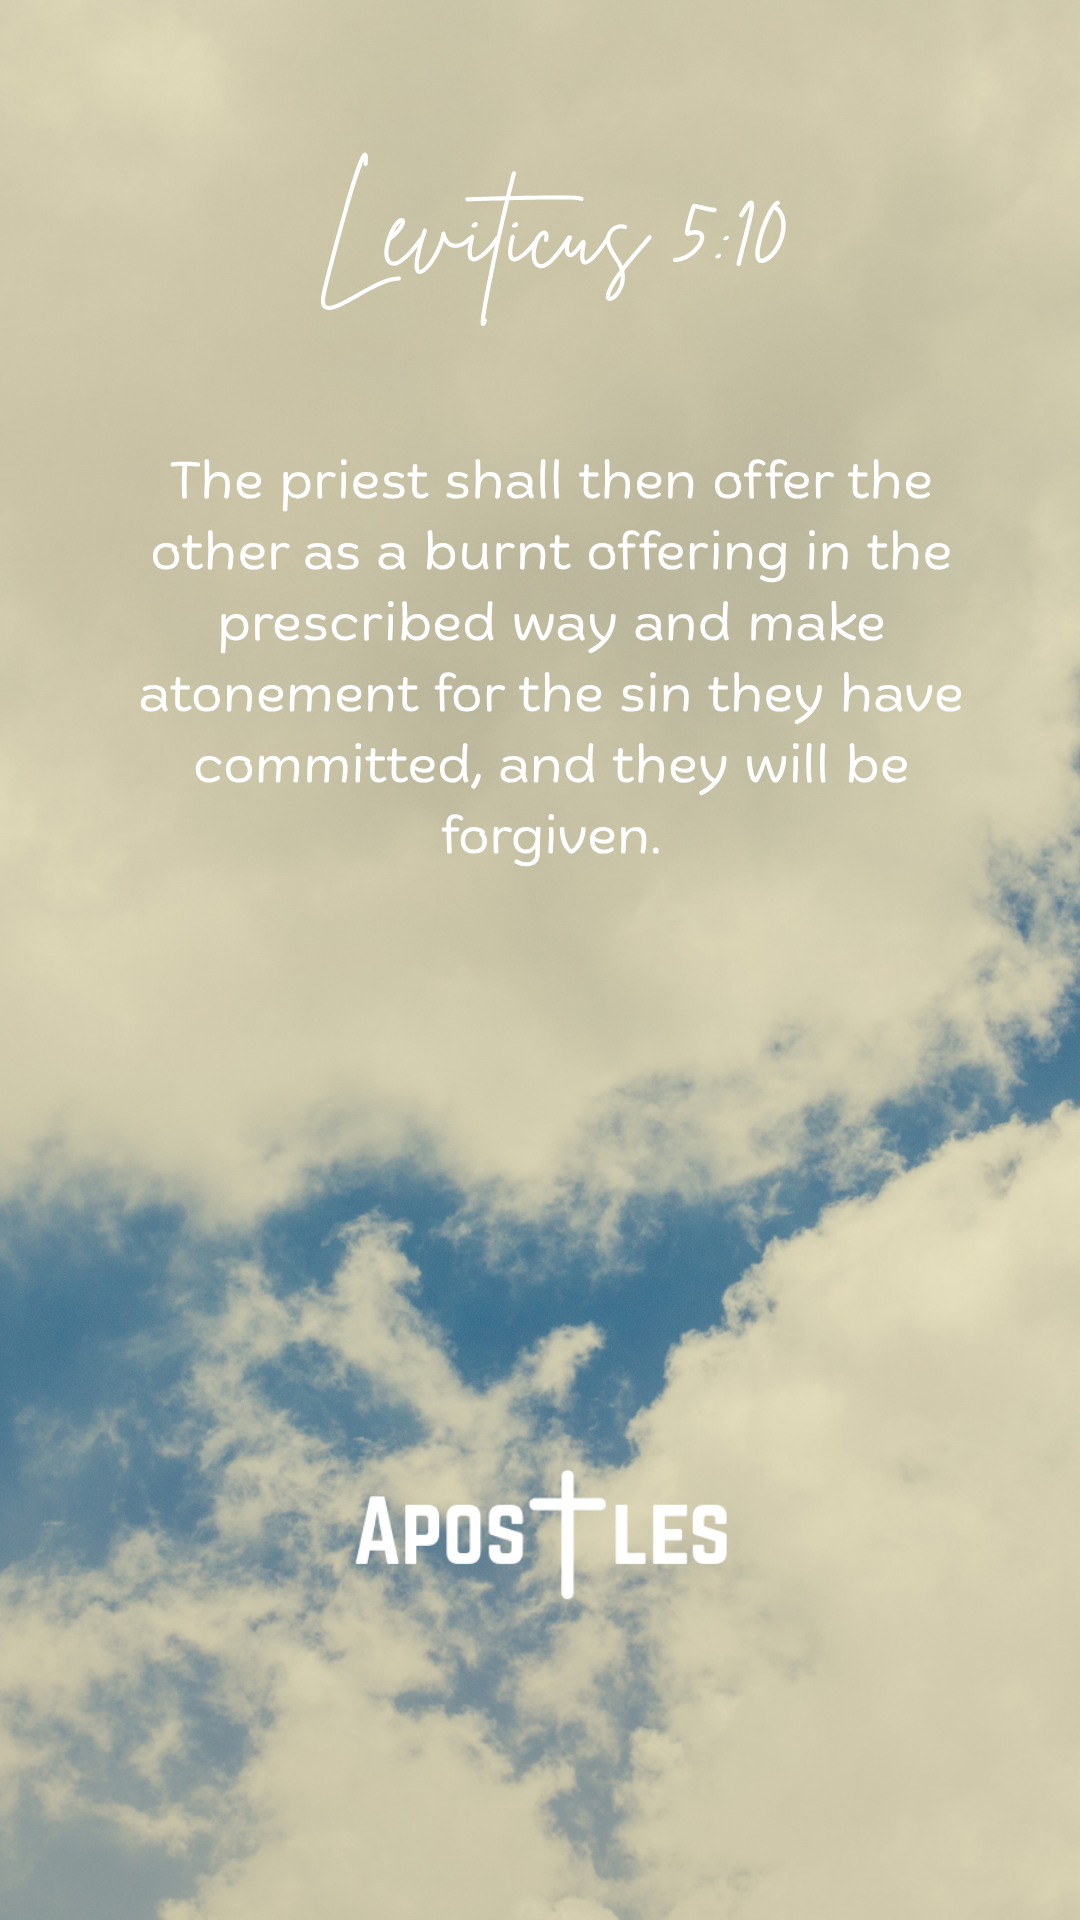 Leviticus 5:10
The priest shall then offer the
other as a burnt offering in the
prescribed way and make
atonement for the sin they have
committed, and they will be
forgiven.
APOSTLES